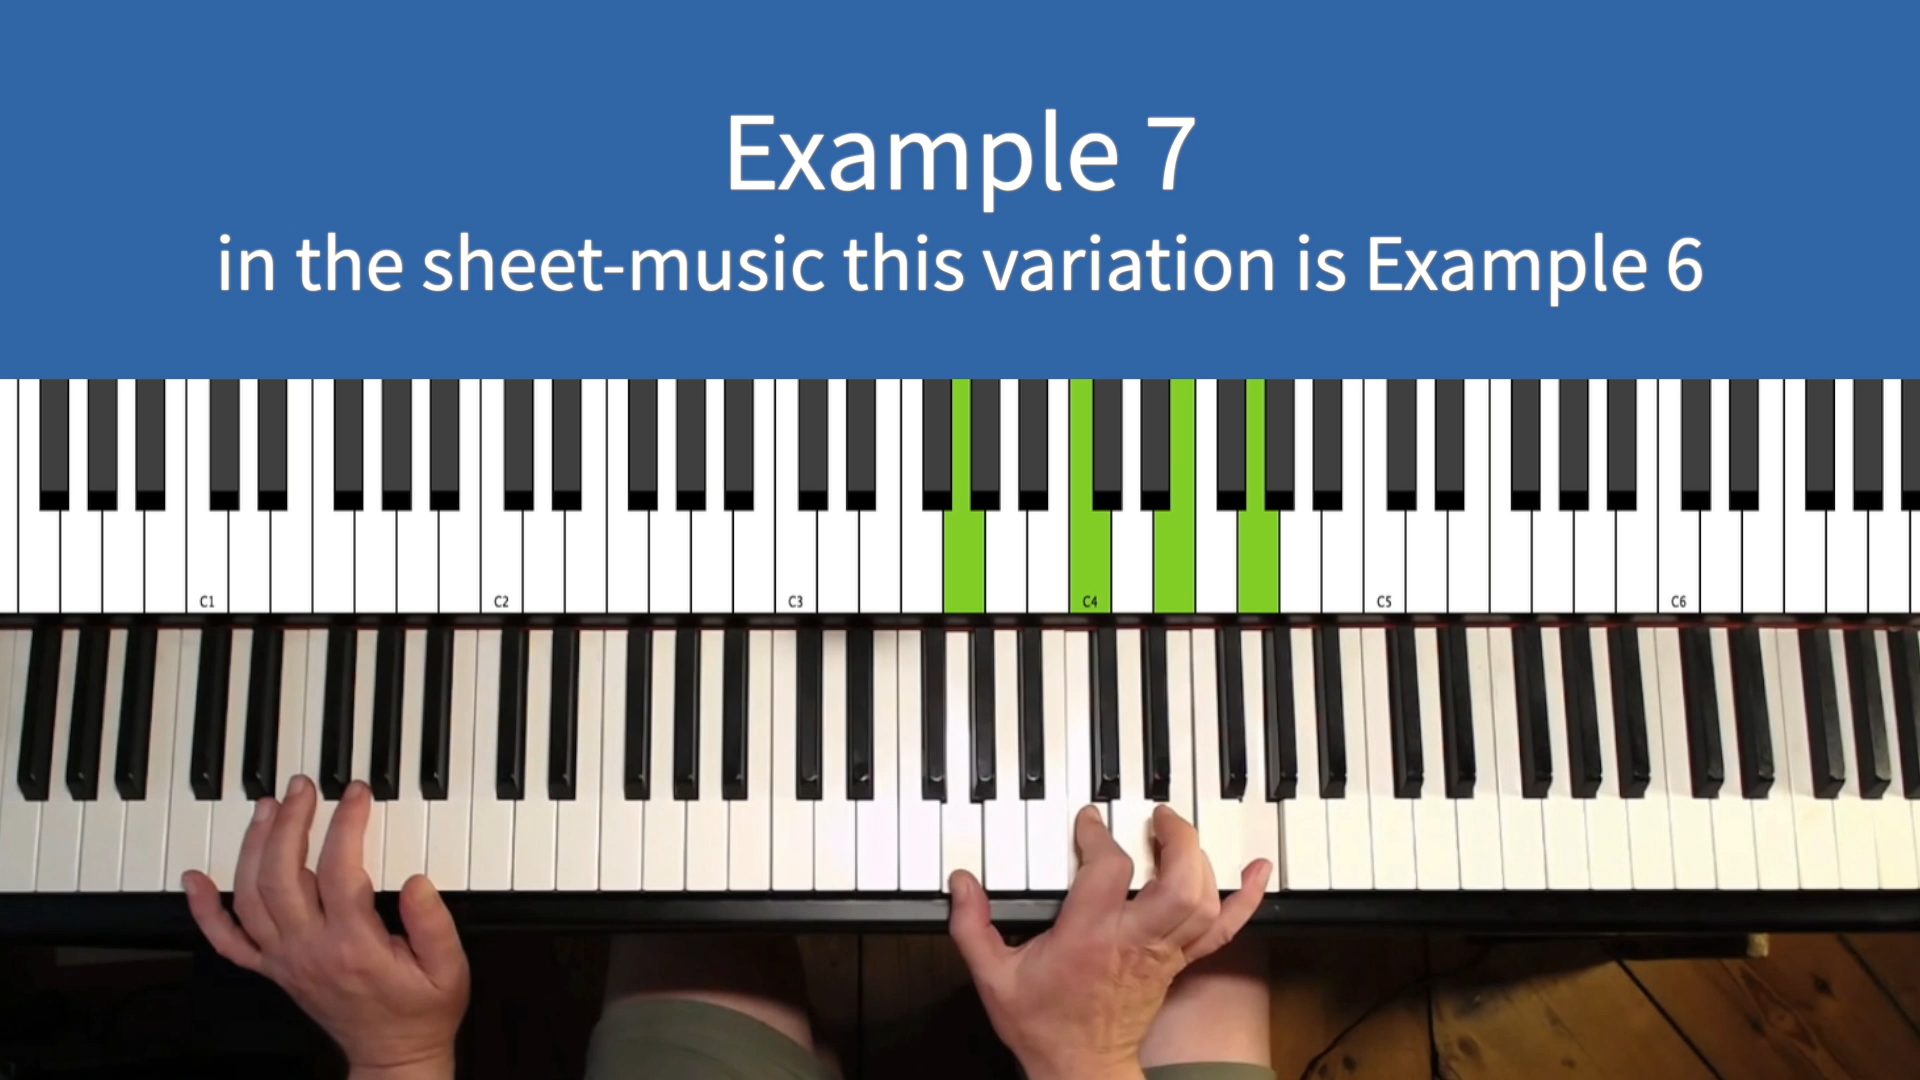 Example 7
in the sheet-music this variation is Example 6
C1 C2 C3 C4 C5 C6